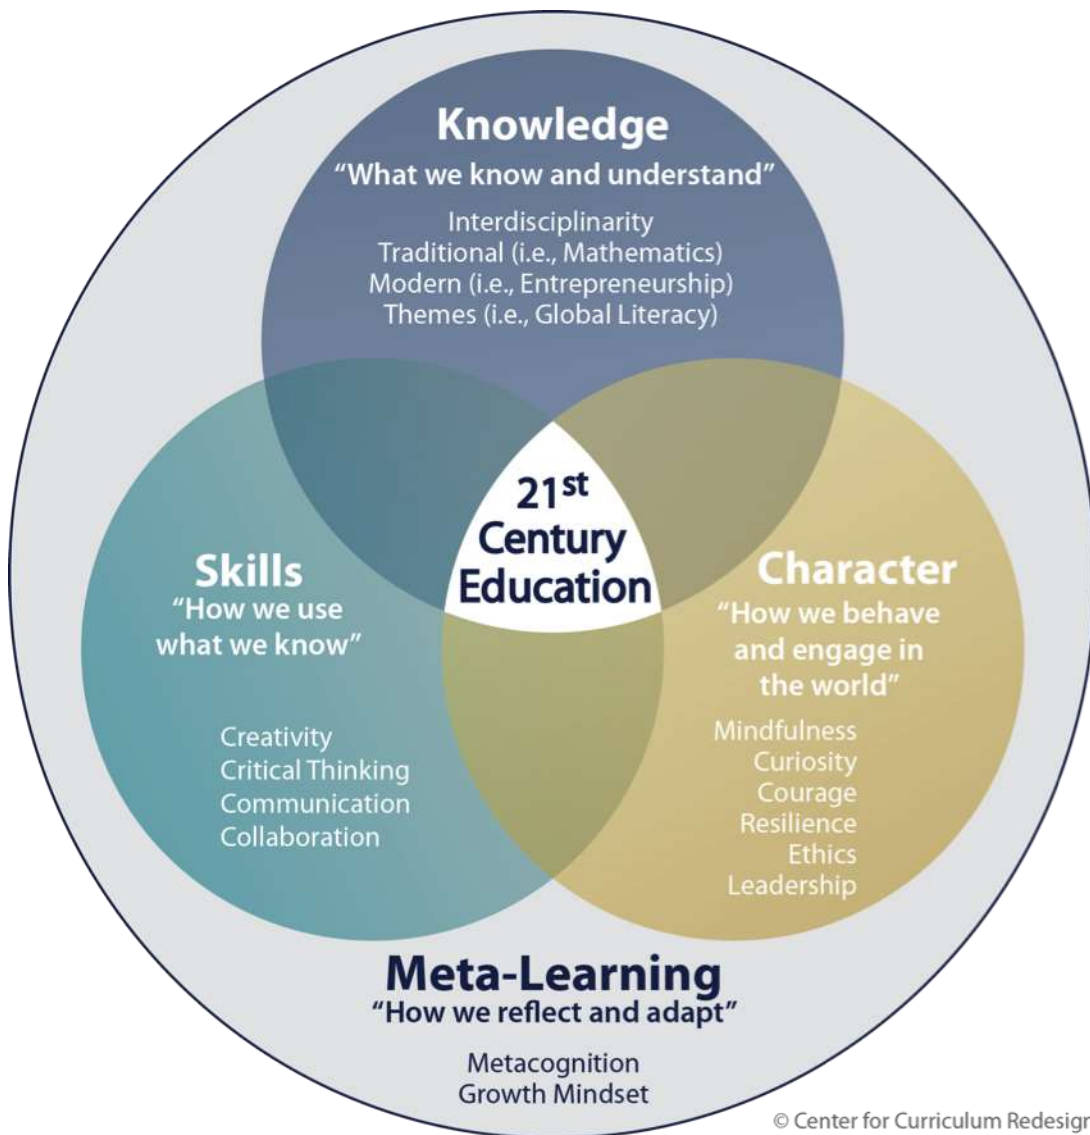 Knowledge
“What we know and understand”
Interdisciplinarity
Traditional (i.e., Mathematics)
Modern (i.e., Entrepreneurship)
Themes (i.e., Global Literacy)
21st
Century
Education
Skills
“How we use
what we know”
Creativity
Critical Thinking
Communication
Collaboration
Character
“How we behave
and engage in
the world”
Mindfulness
Curiosity
Courage
Resilience
Ethics
Leadership
Meta-Learning
“How we reflect and adapt”
Metacognition
Growth Mindset
© Center for Curriculum Redesign